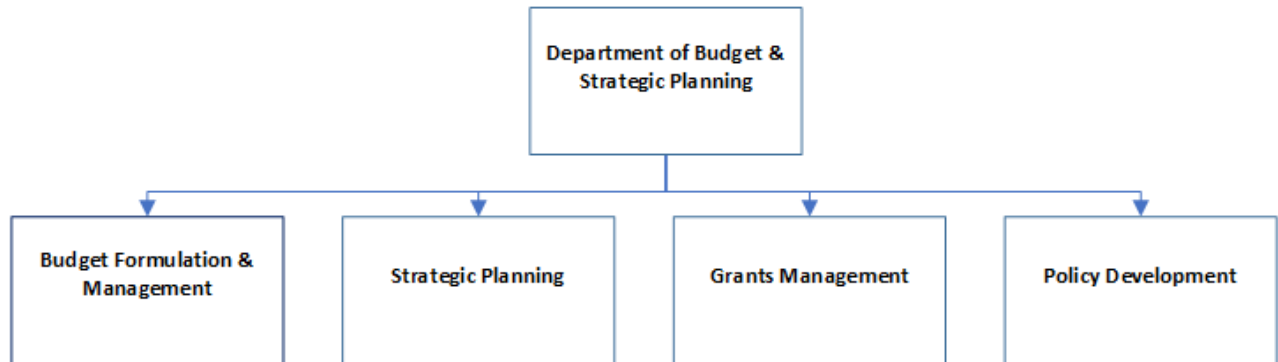 Department of Budget &
Strategic Planning
Budget Formulation &
Management
Strategic Planning
Grants Management
Policy Development